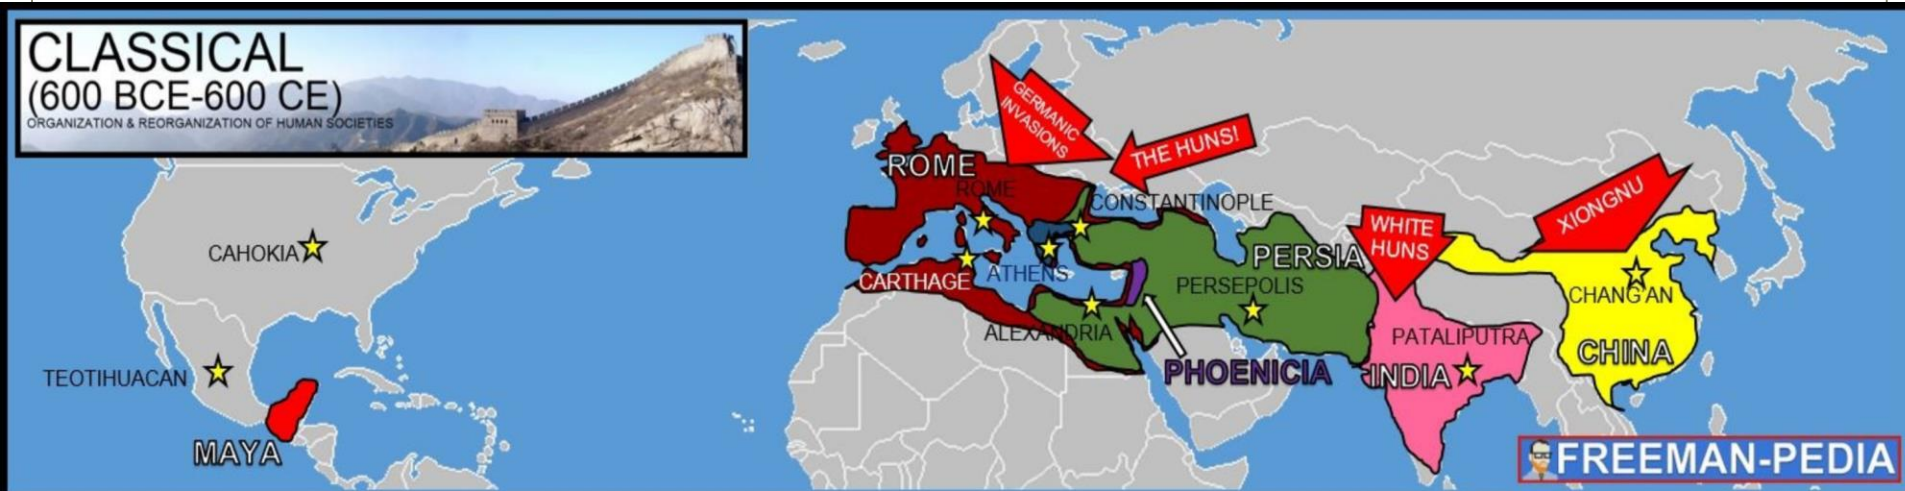 CLASSICAL
(600 BCE-600 CE)
ORGANIZATION & REORGANIZATION OF HUMAN SOCIETIES
GERMANIC
INVASIONS
THE HUNS!
ROME
ROME
CONSTANTINOPLE
XIONGNU
WHITE
HUNS
CAHOKIA
PERSIA
CARTHAGE
ATHENS
PERSEPOLIS
CHANG'AN
ALEXANDRIA
PATALIPUTRA
CHINA
TEOTIHUACAN
PHOENICIA
INDIA
MAYA
FREEMAN-PEDIA